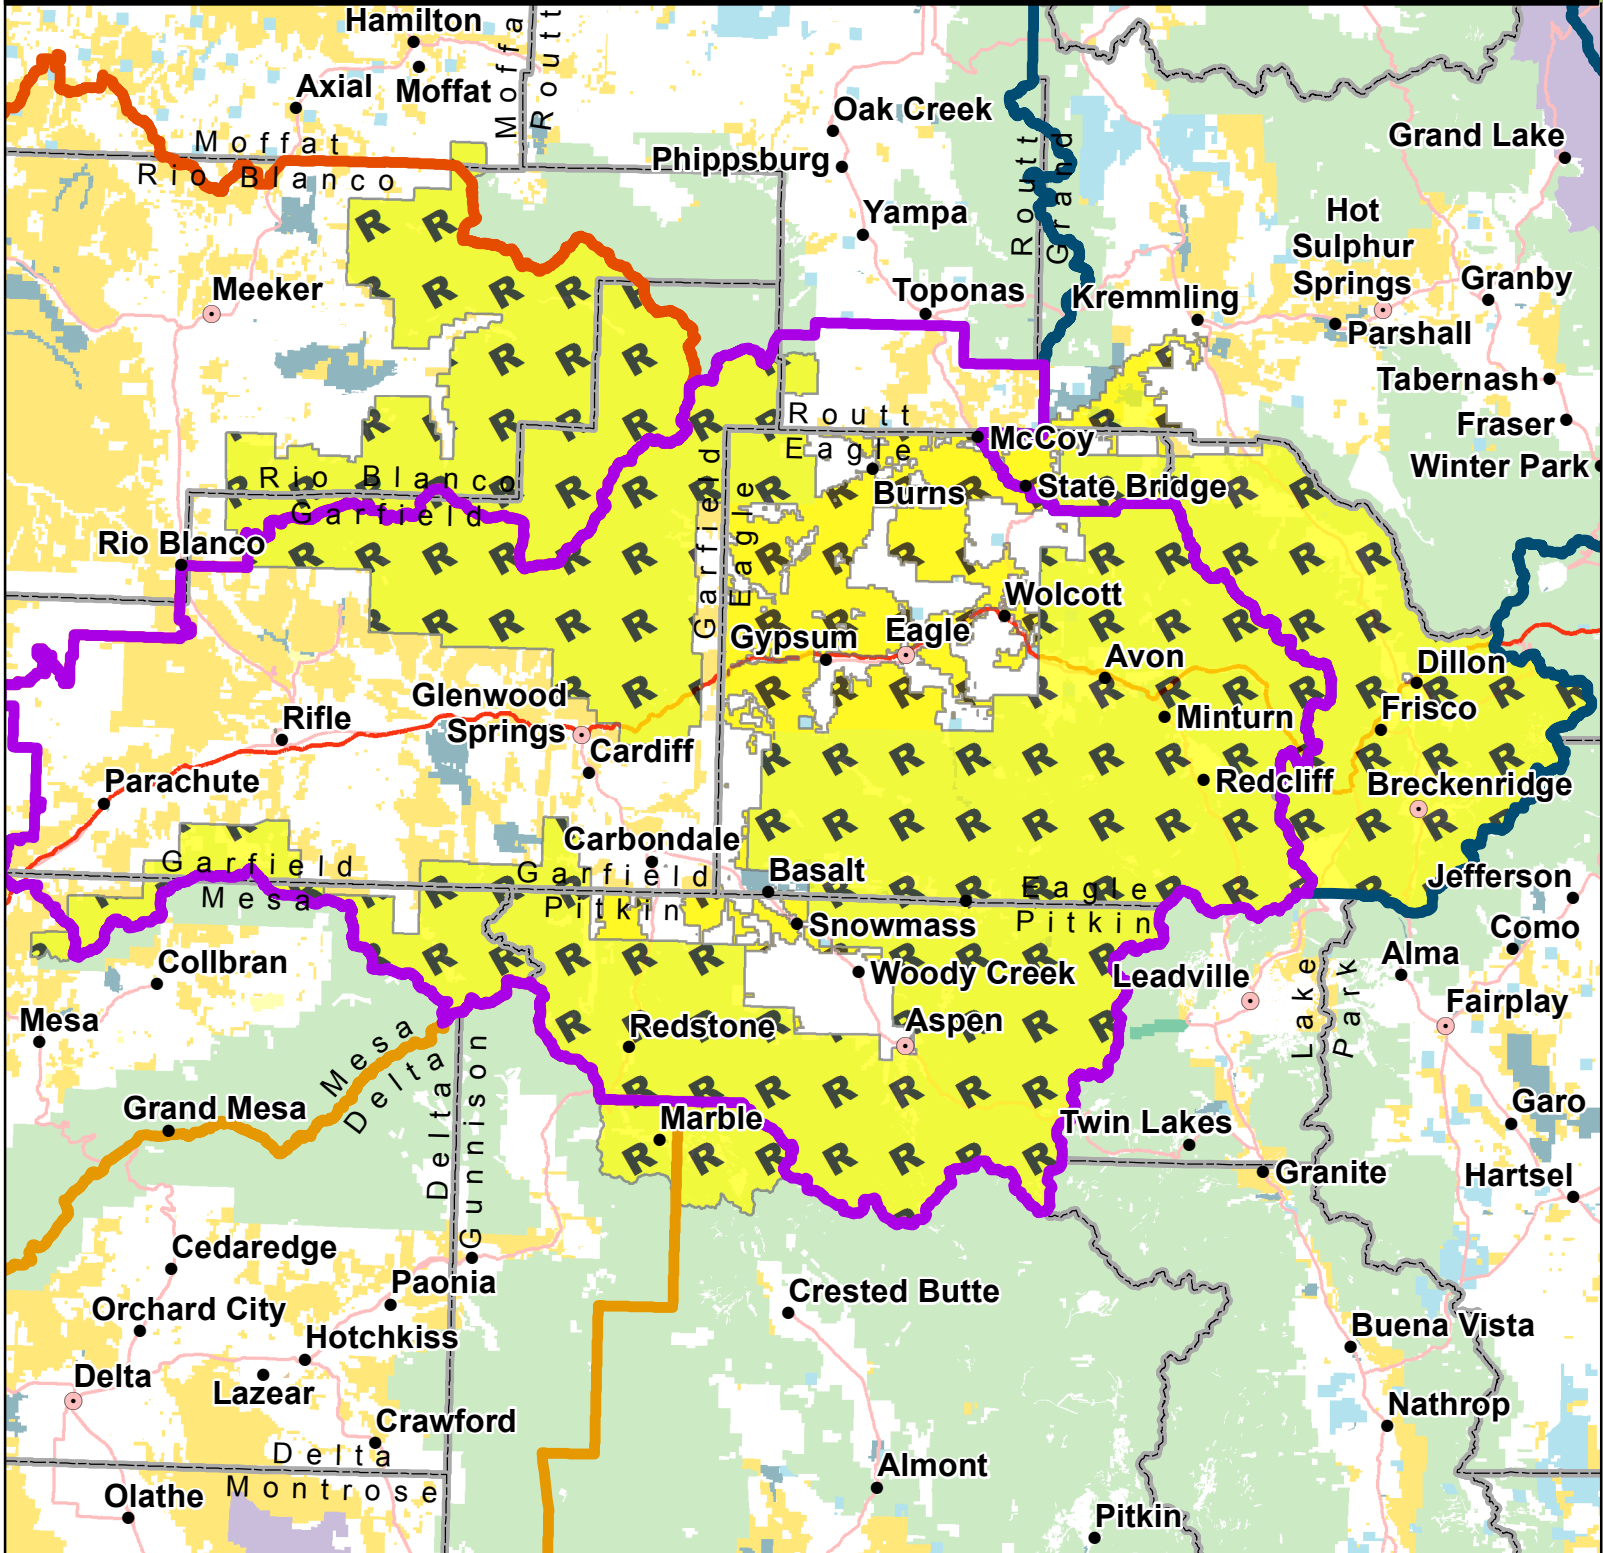 Hamilton
Moffat
Axial
Moffat
Routt
Oak Creek
Grand Lake
Moffat
Rio Blanco
Phippsburg
Routt
Grand
Yampa
Hot
Sulphur
Springs
Granby
Meeker
Toponas
Kremmling
Parshall
Tabernash
Fraser
Winter Park
Routt
Eagle
McCoy
Burns
State Bridge
Rio Blanco
Garfield
Garfield
Eagle
Rio Blanco
Wolcott
Gypsum
Eagle
Avon
Dillon
Frisco
Glenwood
Springs
Minturn
Rifle
Cardiff
Redcliff
Breckenridge
Parachute
Carbondale
Garfield
Mesa
Garfield
Pitkin
Basalt
Eagle
Pitkin
Jefferson
Snowmass
Como
Collbran
Woody Creek
Leadville
Lake
Park
Alma
Fairplay
Mesa
Redstone
Aspen
Mesa
Delta
Delta
Gunnison
Grand Mesa
Marble
Twin Lakes
Garo
Granite
Hartsel
Cedaredge
Paonia
Crested Butte
Orchard City
Hotchkiss
Buena Vista
Delta
Lazear
Nathrop
Crawford
Delta
Montrose
Almont
Olathe
Pitkin
R R
R R R R R
R R R
R R R R R R R
R R R R R R R R
R R R R R R R R R R R
R R R R R R R R R
R R R R R R R R
R R R R R R R R R R R
R R R R R R R R R R
R R R R R R R R R R R
R R R R R R R
R R R R R R R
R R R R R R R